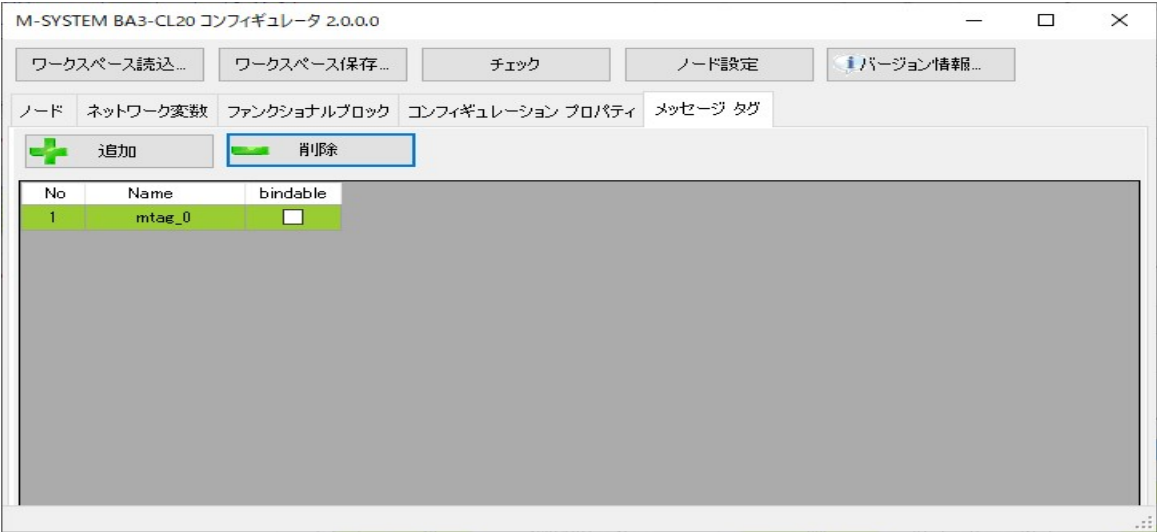 M-SYSTEM BA3-CL20 コンフィギュレータ 2.0.0.0
ワークスペース読込... ワークスペース保存... チェック ノード設定 バージョン情報...
ノード ネットワーク変数 ファンクショナルブロック コンフィギュレーション プロパティ メッセージ タグ
追加 削除
No Name bindable
1 mtag_0